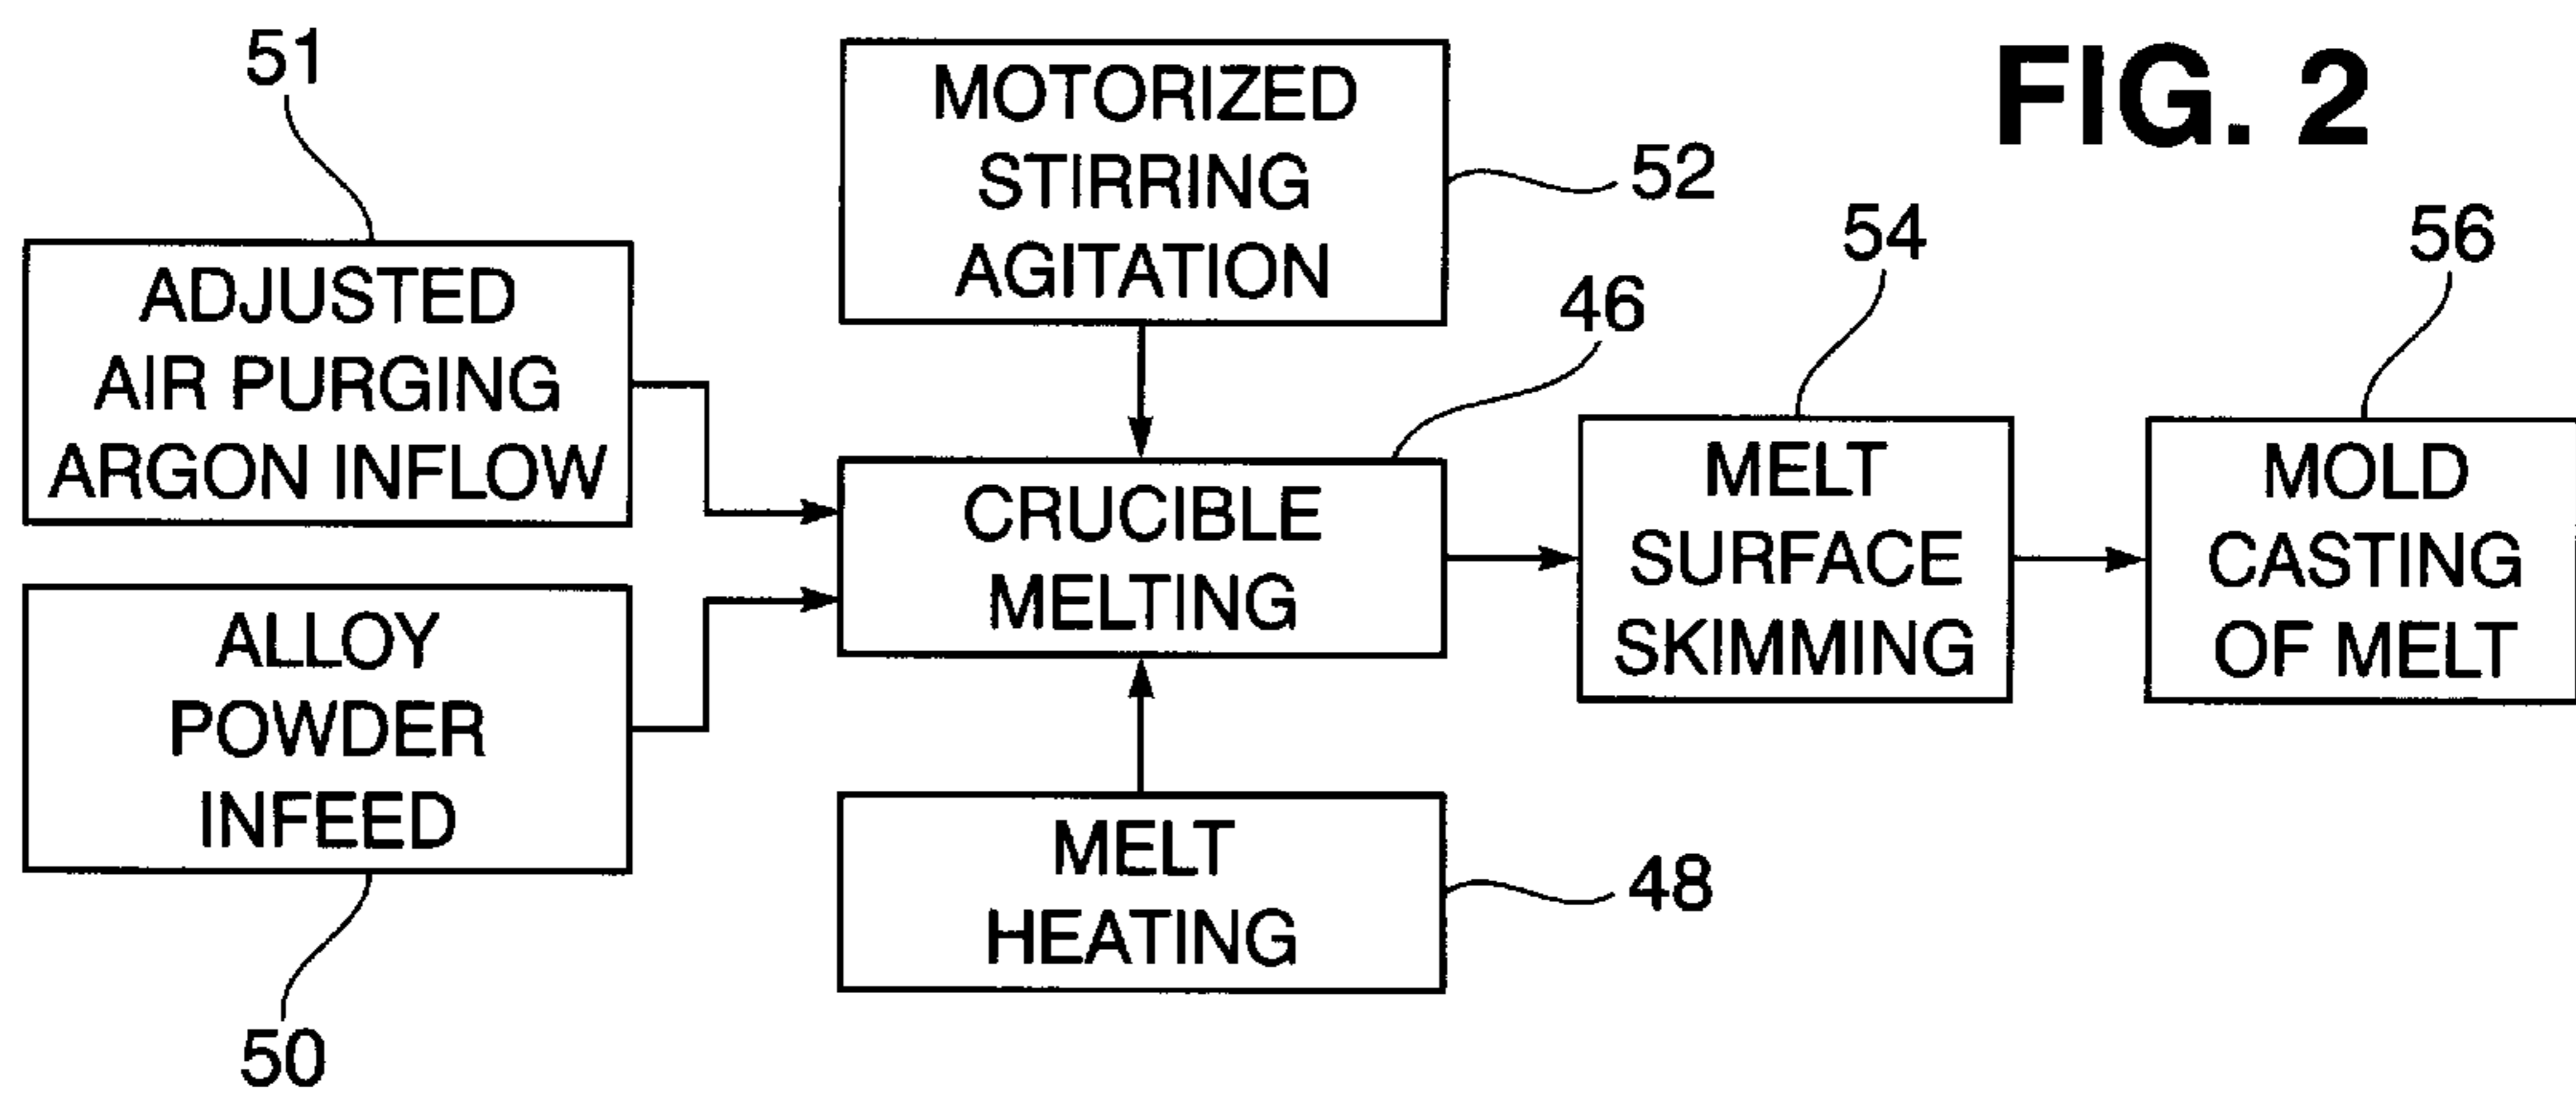 FIG. 2
51
ADJUSTED
AIR PURGING
ARGON INFLOW
MOTORIZED
STIRRING
AGITATION
52
46
54
56
CRUCIBLE
MELTING
MELT
SURFACE
SKIMMING
MOLD
CASTING
OF MELT
ALLOY
POWDER
INFEED
50
MELT
HEATING
48